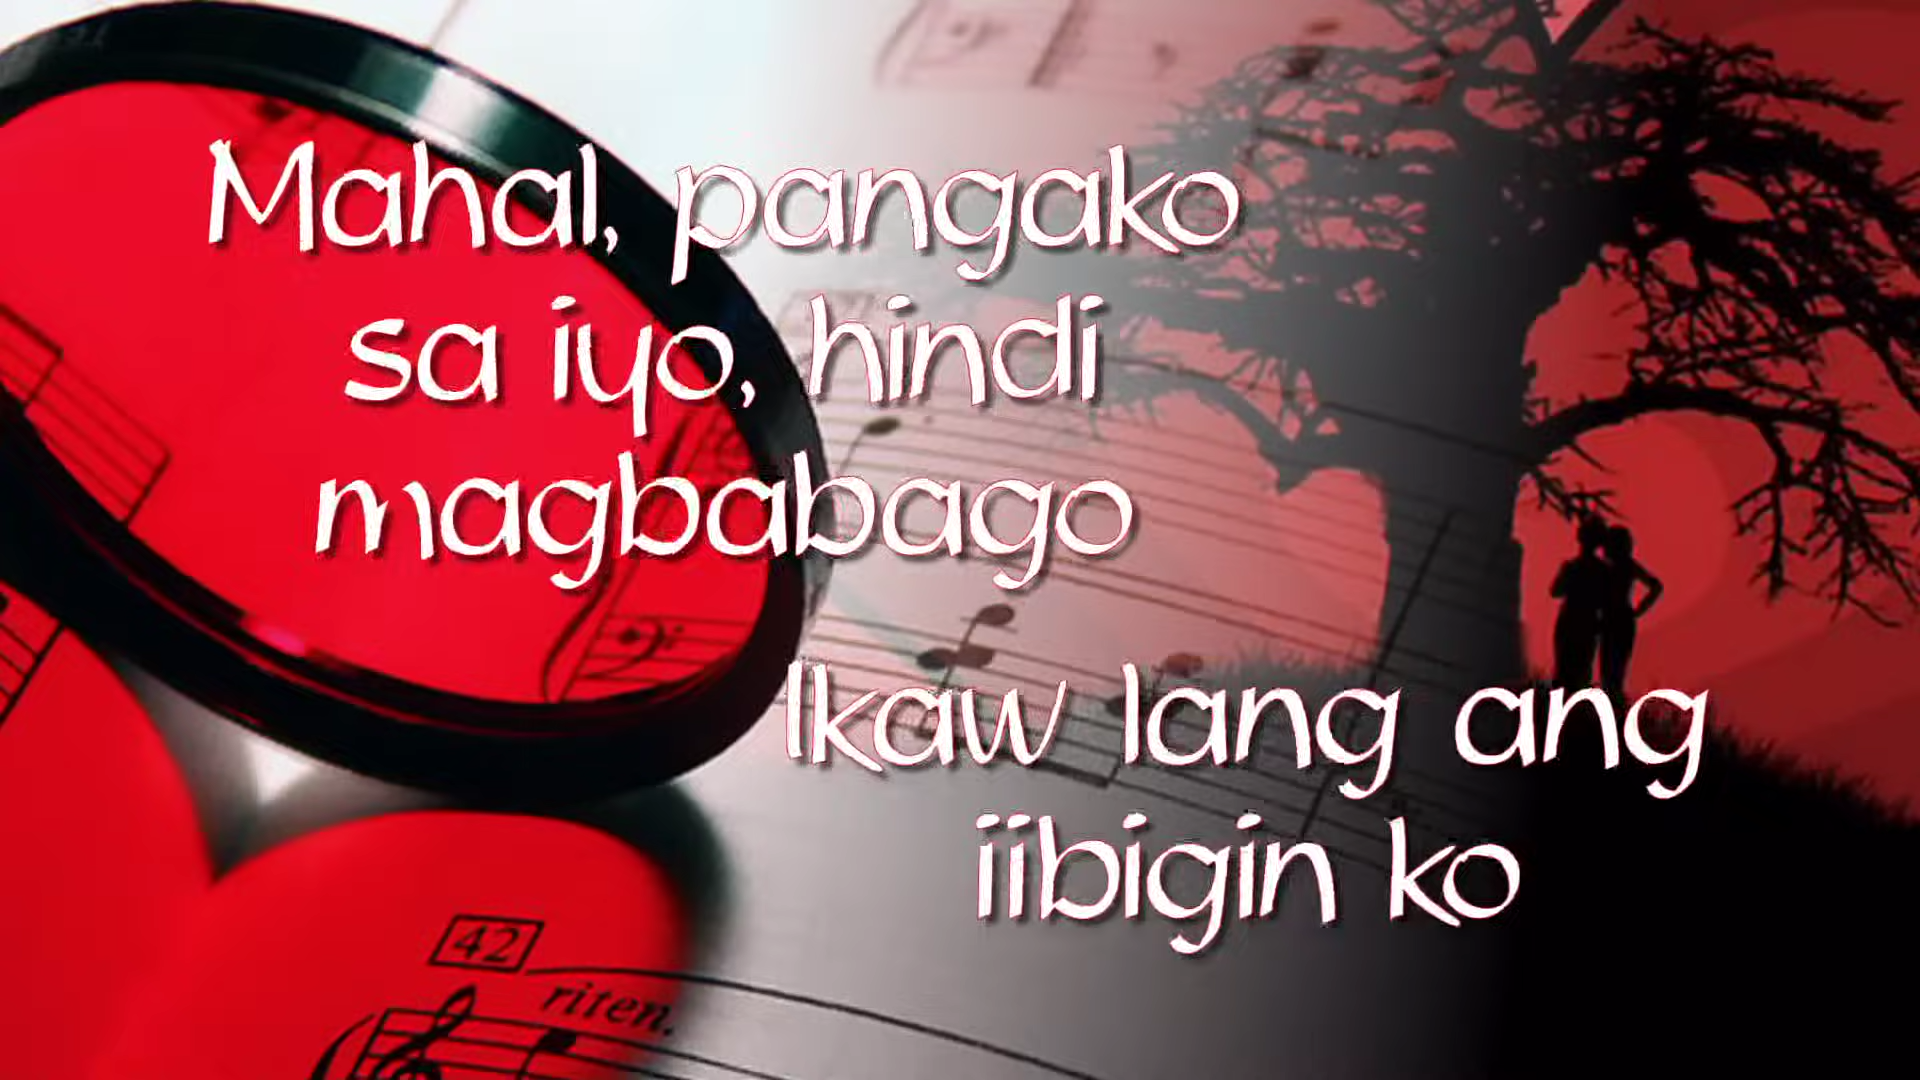 Mahal, pangako
sa iyo, hindi
magbabago
Ikaw lang ang
iibigin ko
42
riten.